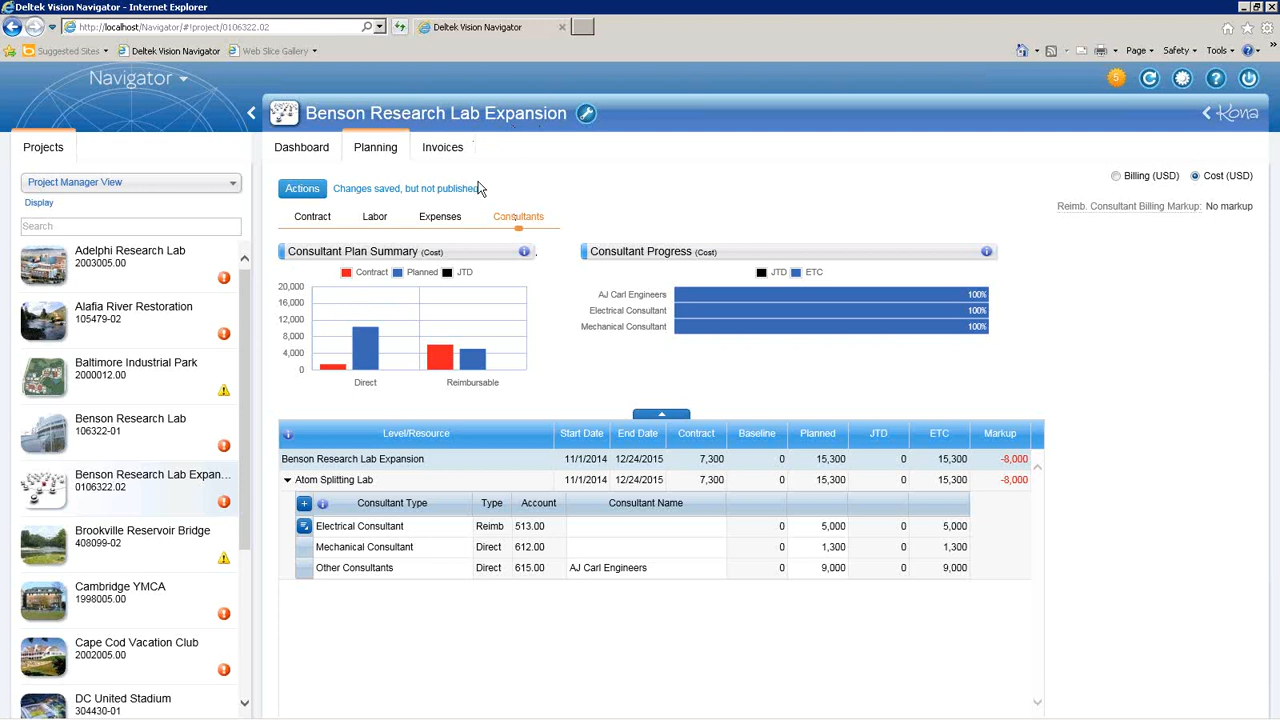 Deltek Vision Navigator - Internet Explorer
http://localhost/Navigator/#!project/0106322.02
Deltek Vision Navigator
Suggested Sites
Deltek Vision Navigator
Web Slice Gallery
Page
Safety
Tools
Navigator
5
Benson Research Lab Expansion
Kona
Projects
Dashboard
Planning
Invoices
Project Manager View
Display
Search
Adelphi Research Lab
2003005.00
Alafia River Restoration
105479-02
Baltimore Industrial Park
2000012.00
Benson Research Lab
106322-01
Benson Research Lab Expan...
0106322.02
Brookville Reservoir Bridge
408099-02
Cambridge YMCA
1998005.00
Cape Cod Vacation Club
2002005.00
DC United Stadium
304430-01
Actions
Changes saved, but not published
Billing (USD)
Cost (USD)
Reimb. Consultant Billing Markup: No markup
Contract
Labor
Expenses
Consultants
Consultant Plan Summary (Cost)
Contract
Planned
JTD
20,000
16,000
12,000
8,000
4,000
0
Direct
Reimbursable
Consultant Progress (Cost)
JTD
ETC
AJ Carl Engineers 100%
Electrical Consultant 100%
Mechanical Consultant 100%
Level/Resource Start Date End Date Contract Baseline Planned JTD ETC Markup
Benson Research Lab Expansion 11/1/2014 12/24/2015 7,300 0 15,300 0 15,300 -8,000
Atom Splitting Lab 11/1/2014 12/24/2015 7,300 0 15,300 0 15,300 -8,000
Consultant Type Type Account Consultant Name
Electrical Consultant Reimb 513.00 0 5,000 0 5,000
Mechanical Consultant Direct 612.00 0 1,300 0 1,300
Other Consultants Direct 615.00 AJ Carl Engineers 0 9,000 0 9,000